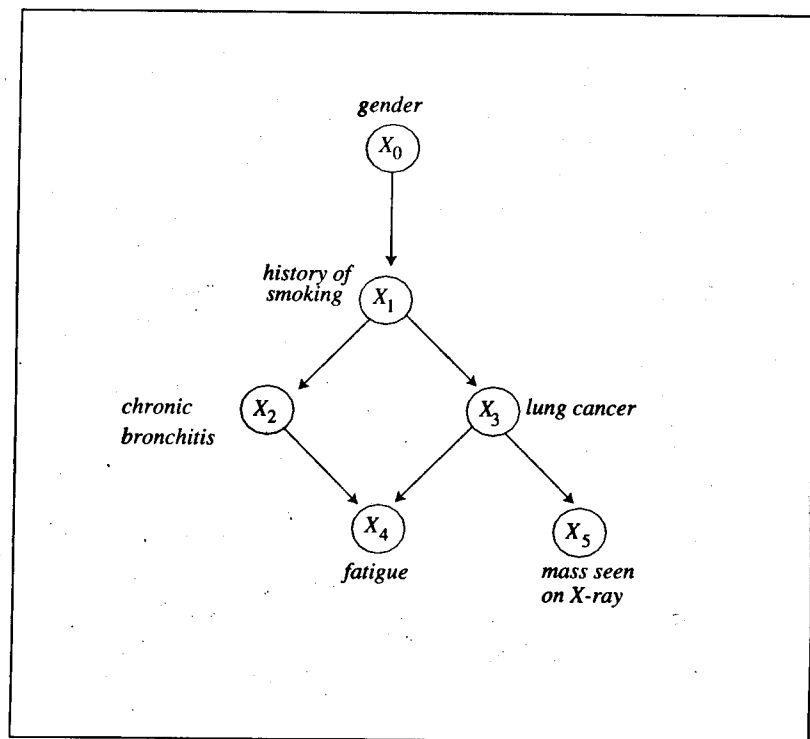 gender
X0
history of
smoking
X1
chronic
bronchitis
X2
X3
lung cancer
X4
X5
fatigue
mass seen
on X-ray